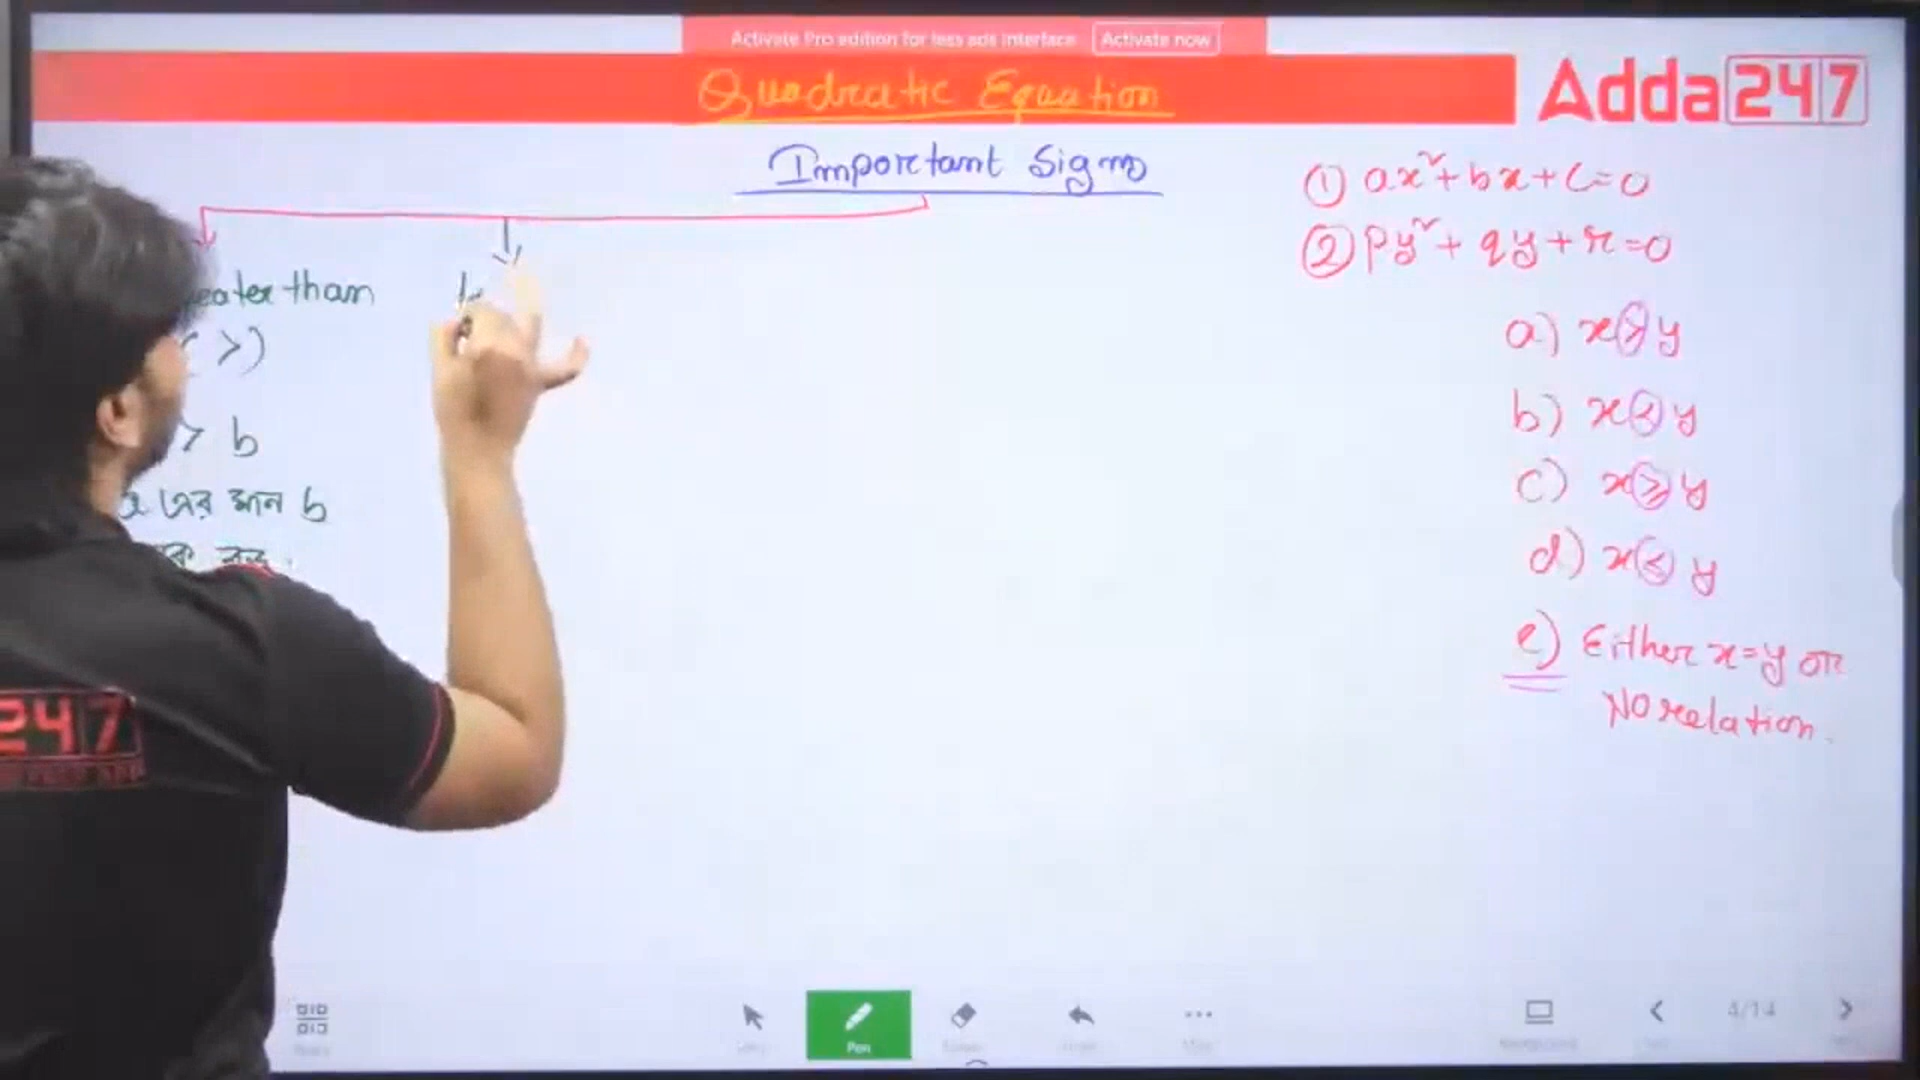 Activate Pro edition for less ads interface Activate now
Quadratic Equation
Adda247
Important Sign
① ax²+bx+c=0
② py²+qy+r=0
eater than
>)
> b
a এর মান b
a) x>y
b) x<y
c) x≥y
d) x≤y
e) Either x=y or
No relation.
247
Pen
4/14